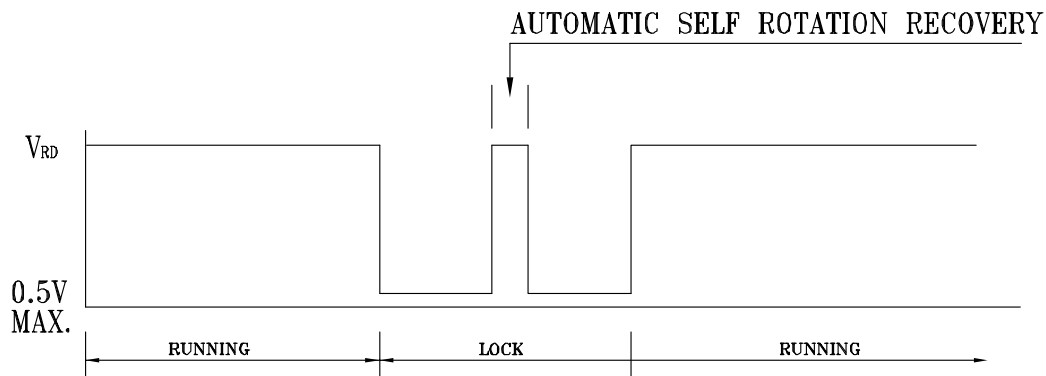 AUTOMATIC SELF ROTATION RECOVERY
VRD
0.5V
MAX.
RUNNING
LOCK
RUNNING